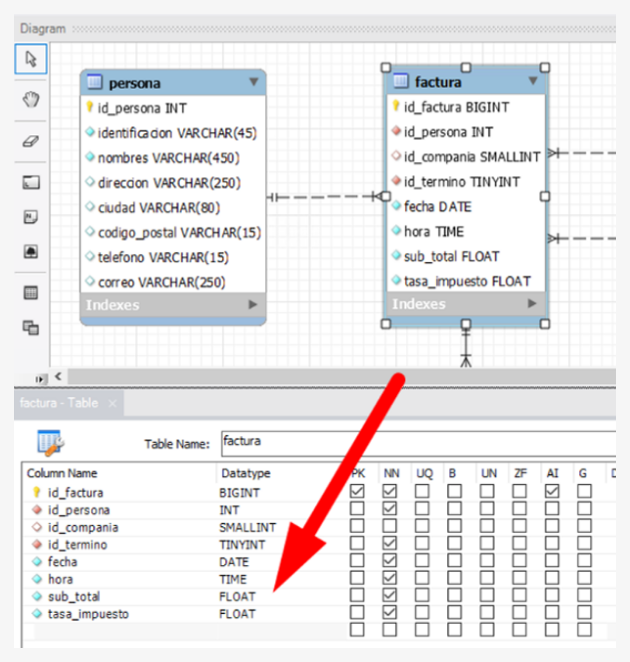 Diagram
persona
id_persona INT
identificacion VARCHAR(45)
nombres VARCHAR(450)
direccion VARCHAR(250)
ciudad VARCHAR(80)
codigo_postal VARCHAR(15)
telefono VARCHAR(15)
correo VARCHAR(250)
Indexes
factura
id_factura BIGINT
id_persona INT
id_compania SMALLINT
id_termino TINYINT
fecha DATE
hora TIME
sub_total FLOAT
tasa_impuesto FLOAT
Indexes
factura - Table
Table Name: factura
Column Name Datatype PK NN UQ B UN ZF AI G
id_factura BIGINT
id_persona INT
id_compania SMALLINT
id_termino TINYINT
fecha DATE
hora TIME
sub_total FLOAT
tasa_impuesto FLOAT